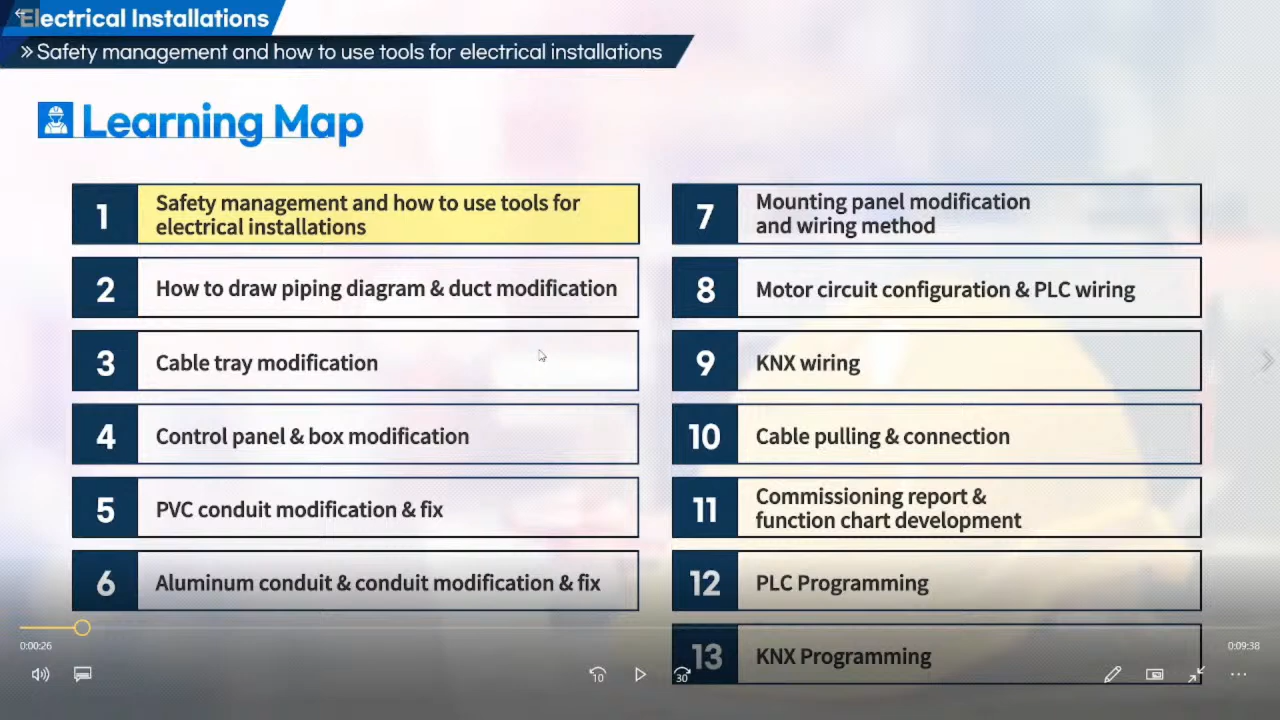 Electrical Installations
» Safety management and how to use tools for electrical installations
Learning Map
1
Safety management and how to use tools for
electrical installations
2
How to draw piping diagram & duct modification
3
Cable tray modification
4
Control panel & box modification
5
PVC conduit modification & fix
6
Aluminum conduit & conduit modification & fix
7
Mounting panel modification
and wiring method
8
Motor circuit configuration & PLC wiring
9
KNX wiring
10
Cable pulling & connection
11
Commissioning report &
function chart development
12
PLC Programming
13
KNX Programming
0:00:26
0:09:38
10
30